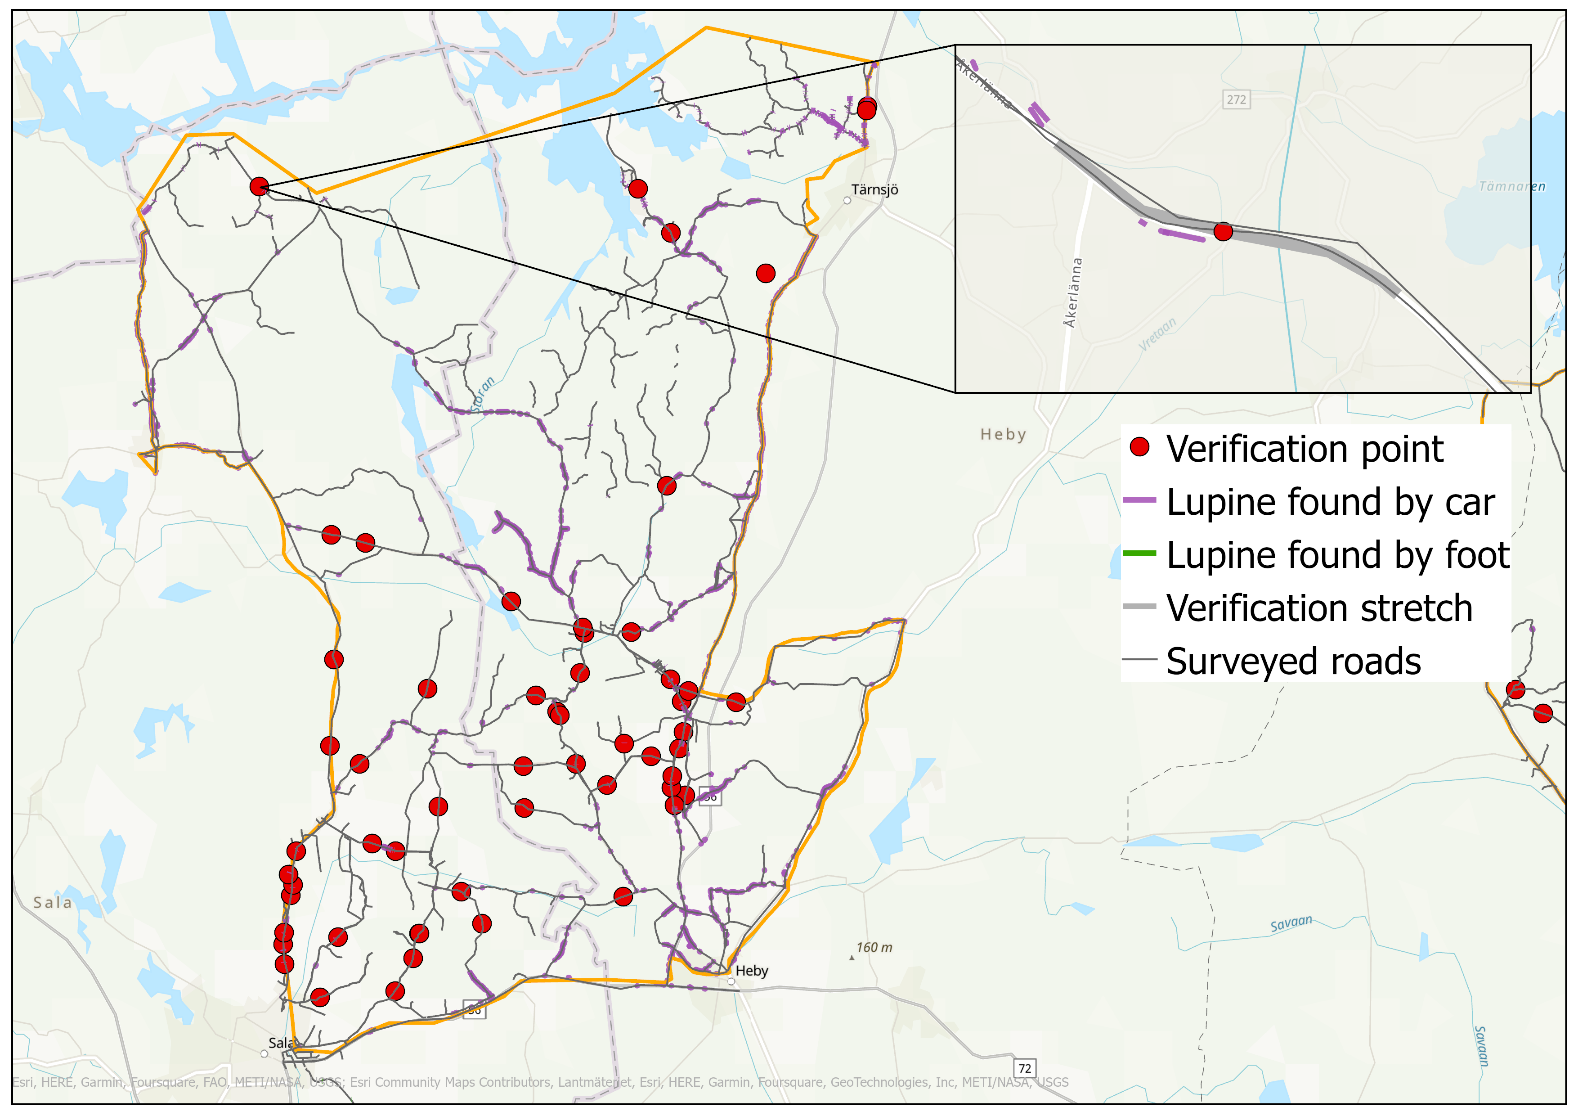 Åkerlänna
272
Tämnaren
Tärnsjö
Åkerlänna
Vretaan
Storan
Heby
Verification point
Lupine found by car
Lupine found by foot
Verification stretch
Surveyed roads
56
Sala
160 m
Savaan
Heby
56
Sala
Savaan
72
Esri, HERE, Garmin, Foursquare, FAO, METI/NASA, USGS; Esri Community Maps Contributors, Lantmäteriet, Esri, HERE, Garmin, Foursquare, GeoTechnologies, Inc, METI/NASA, USGS